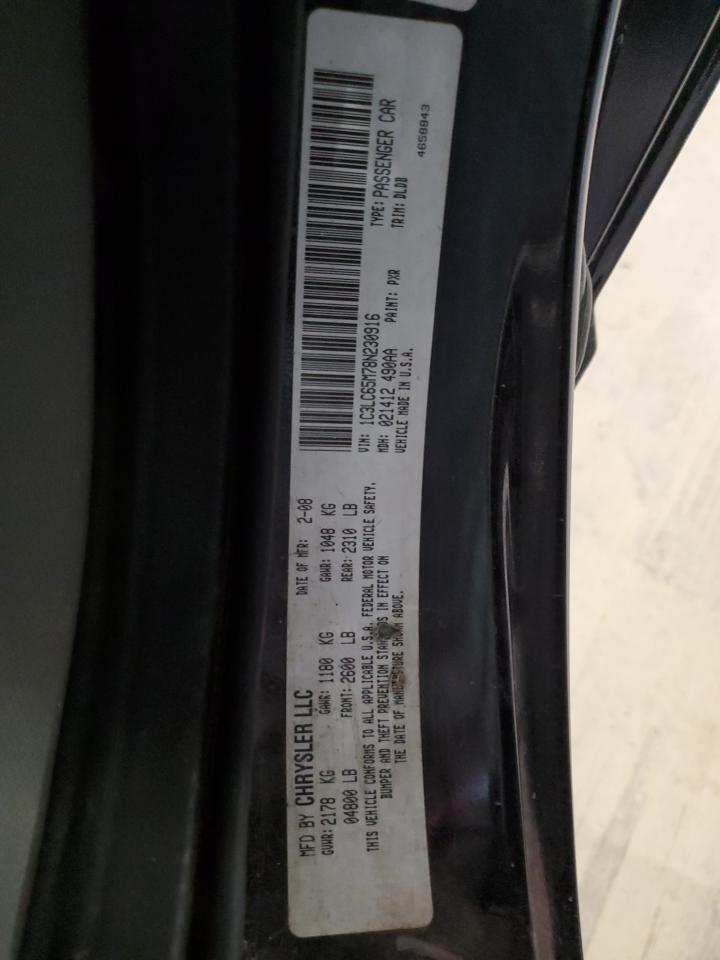 MFD BY CHRYSLER LLC DATE OF MFR: 2-08
GVWR: 2178 KG GAWR: 1180 KG GAWR: 1048 KG
04800 LB FRONT: 2600 LB REAR: 2310 LB
THIS VEHICLE CONFORMS TO ALL APPLICABLE U.S.A. FEDERAL MOTOR VEHICLE SAFETY,
BUMPER AND THEFT PREVENTION IN EFFECT ON
THE DATE OF MANUFACTURE SHOWN ABOVE.
VIN: 1C3LC65M78N230916 TYPE: PASSENGER CAR
MDH: 021412 490AA PAINT: PXR TRIM: DLDB
VEHICLE MADE IN U.S.A. 4658843